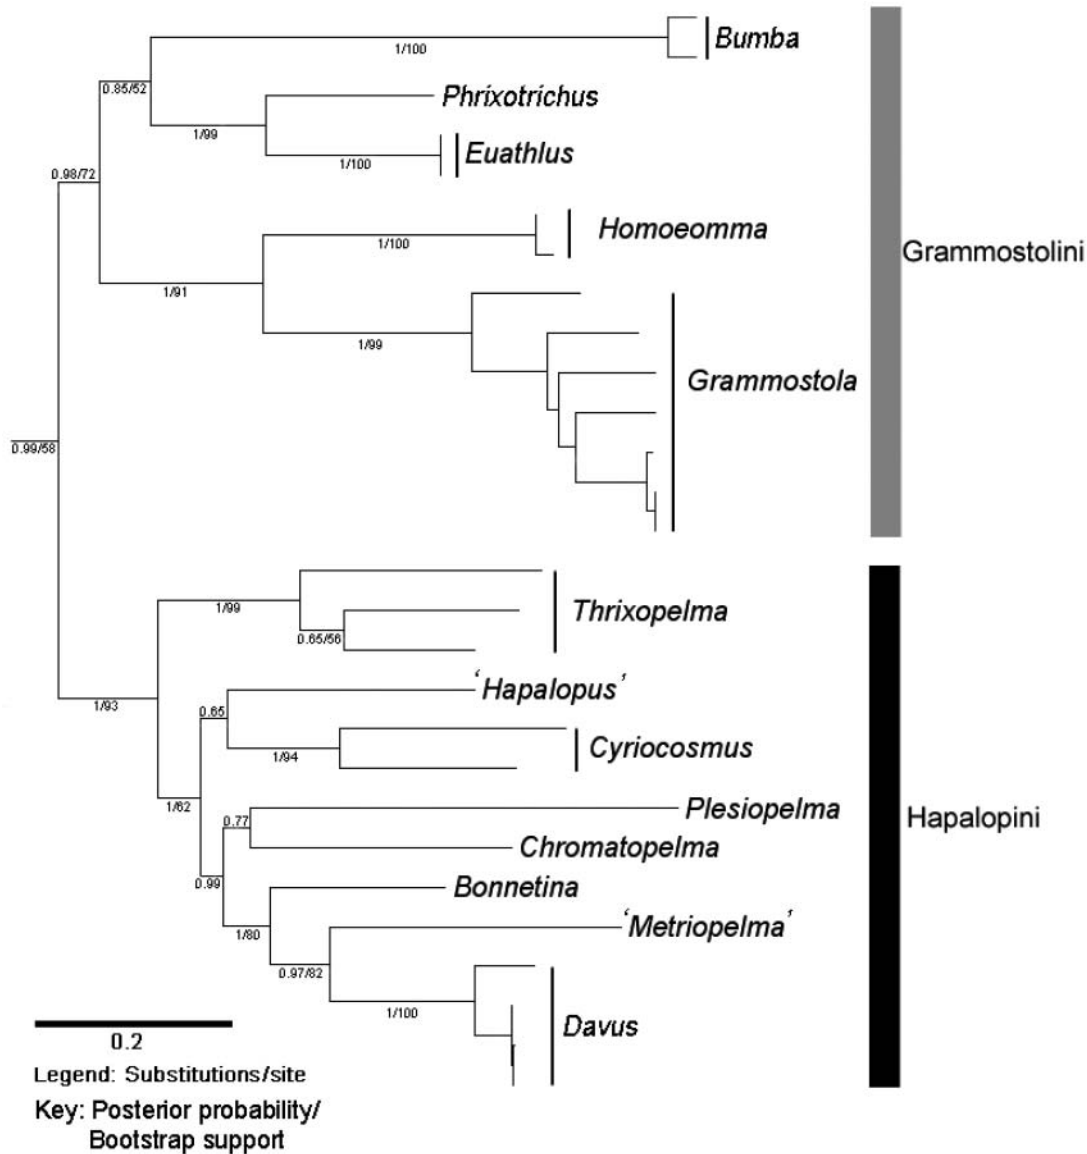 Bumba
1/100
0.85/52
Phrixotrichus
1/99
Euathlus
1/100
0.98/72
Homoeomma
1/100
Grammostolini
1/91
1/99
Grammostola
0.99/58
Thrixopelma
1/99
0.65/56
'Hapalopus'
1/93
0.65
Cyriocosmus
1/94
1/62
Plesiopelma
0.77
Hapalopini
Chromatopelma
0.99
Bonnetina
1/80
'Metriopelma'
0.97/82
1/100
Davus
0.2
Legend: Substitutions/site
Key: Posterior probability/
Bootstrap support